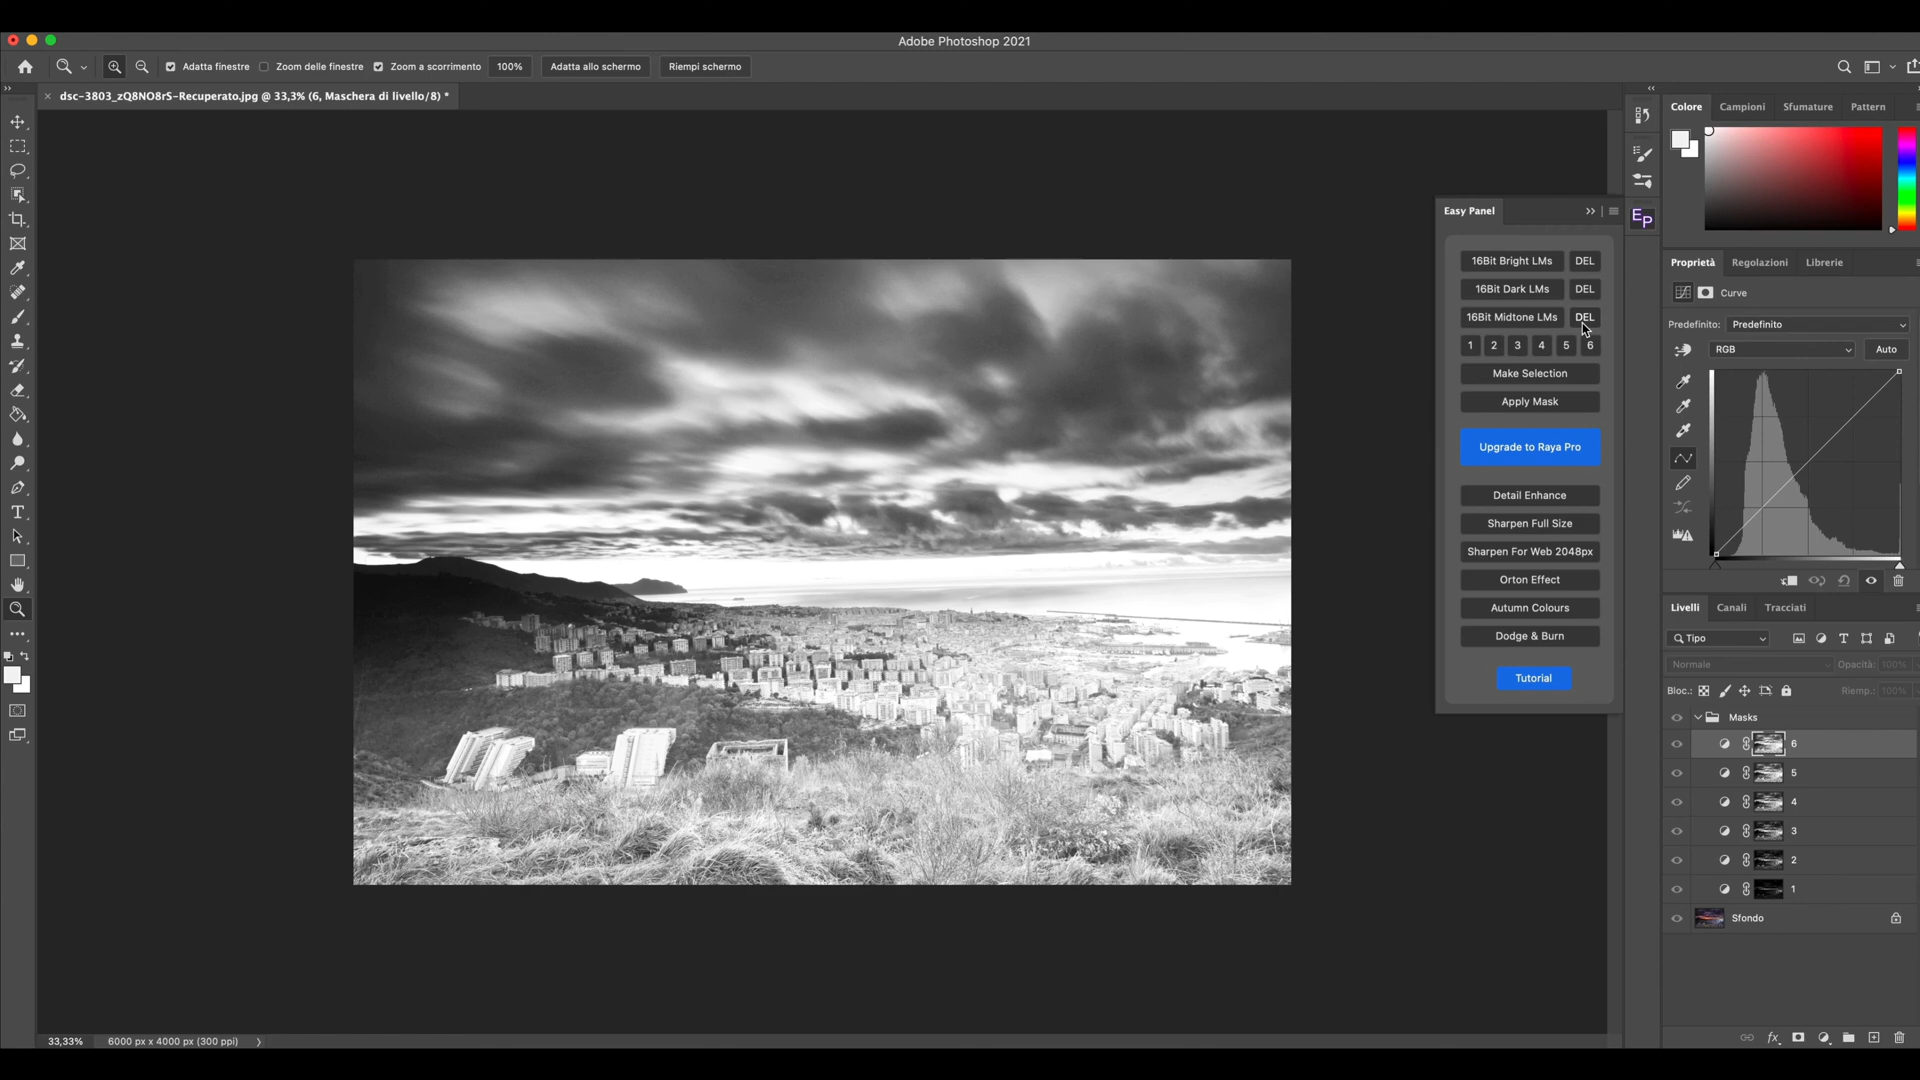 Adobe Photoshop 2021
Adatta finestre
Zoom delle finestre
Zoom a scorrimento
100%
Adatta allo schermo
Riempi schermo
dsc-3803_zQ8NO8rS-Recuperato.jpg @ 33,3% (6, Maschera di livello/8) *
Easy Panel
16Bit Bright LMs DEL
16Bit Dark LMs DEL
16Bit Midtone LMs DEL
1 2 3 4 5 6
Make Selection
Apply Mask
Upgrade to Raya Pro
Detail Enhance
Sharpen Full Size
Sharpen For Web 2048px
Orton Effect
Autumn Colours
Dodge & Burn
Tutorial
EP
Colore Campioni Sfumature Pattern
Proprietà Regolazioni Librerie
Curve
Predefinito: Predefinito
RGB Auto
Livelli Canali Tracciati
Tipo
Normale Opacità: 100%
Bloc.: Riemp.: 100%
Masks
6
5
4
3
2
1
Sfondo
fx
33,33% 6000 px x 4000 px (300 ppi)